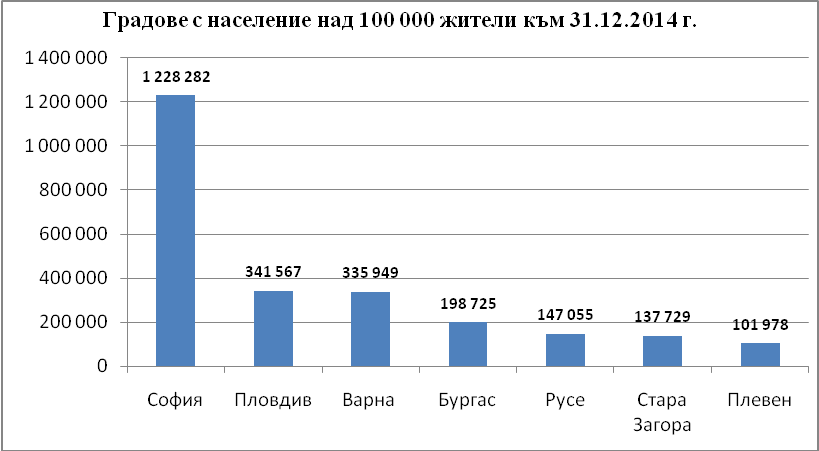 Градове с население над 100 000 жители към 31.12.2014 г.
1 400 000
1 200 000
1 000 000
800 000
600 000
400 000
200 000
0
1 228 282
341 567
335 949
198 725
147 055
137 729
101 978
София
Пловдив
Варна
Бургас
Русе
Стара
Загора
Плевен